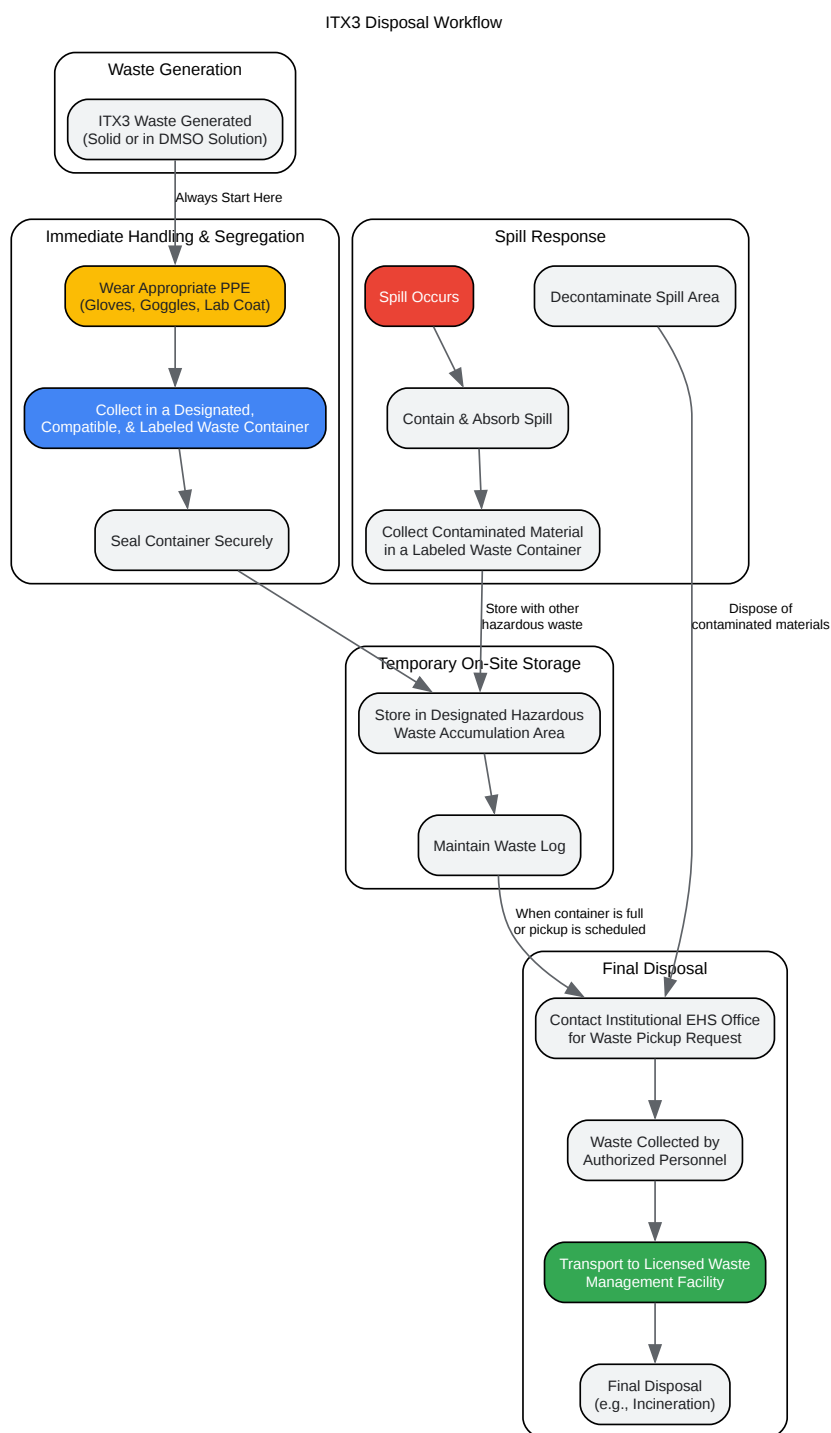 ITX3 Disposal Workflow
Waste Generation
ITX3 Waste Generated
(Solid or in DMSO Solution)
Always Start Here
Immediate Handling & Segregation
Wear Appropriate PPE
(Gloves, Goggles, Lab Coat)
Collect in a Designated,
Compatible, & Labeled Waste Container
Seal Container Securely
Spill Response
Spill Occurs
Decontaminate Spill Area
Contain & Absorb Spill
Collect Contaminated Material
in a Labeled Waste Container
Store with other
hazardous waste
Dispose of
contaminated materials
Temporary On-Site Storage
Store in Designated Hazardous
Waste Accumulation Area
Maintain Waste Log
When container is full
or pickup is scheduled
Final Disposal
Contact Institutional EHS Office
for Waste Pickup Request
Waste Collected by
Authorized Personnel
Transport to Licensed Waste
Management Facility
Final Disposal
(e.g., Incineration)